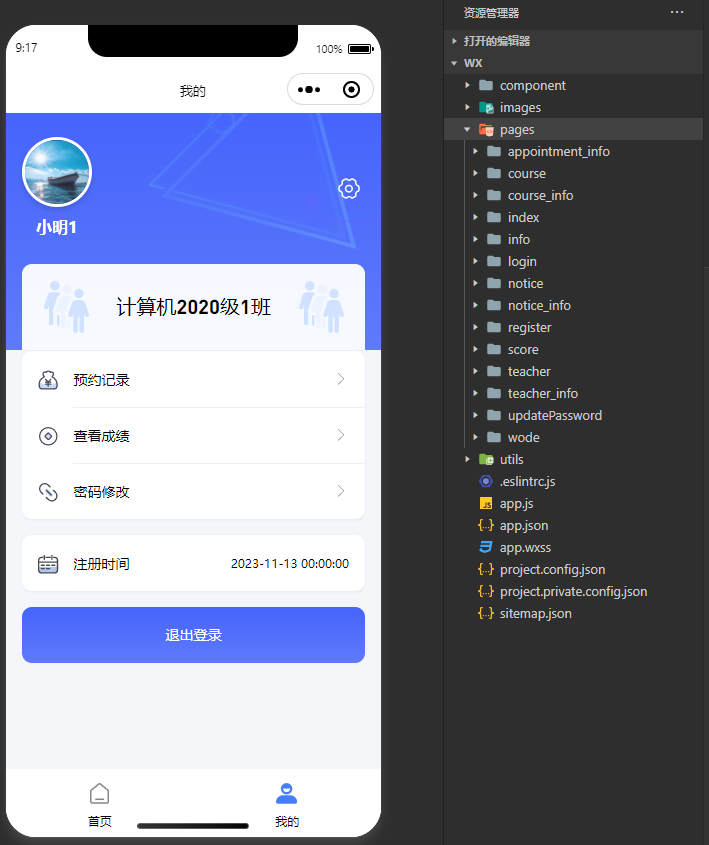 9:17
100%
我的
小明1
计算机2020级1班
预约记录
查看成绩
密码修改
注册时间
2023-11-13 00:00:00
退出登录
首页
我的
资源管理器
打开的编辑器
WX
component
images
pages
appointment_info
course
course_info
index
info
login
notice
notice_info
register
score
teacher
teacher_info
updatePassword
wode
utils
.eslintrc.js
app.js
app.json
app.wxss
project.config.json
project.private.config.json
sitemap.json